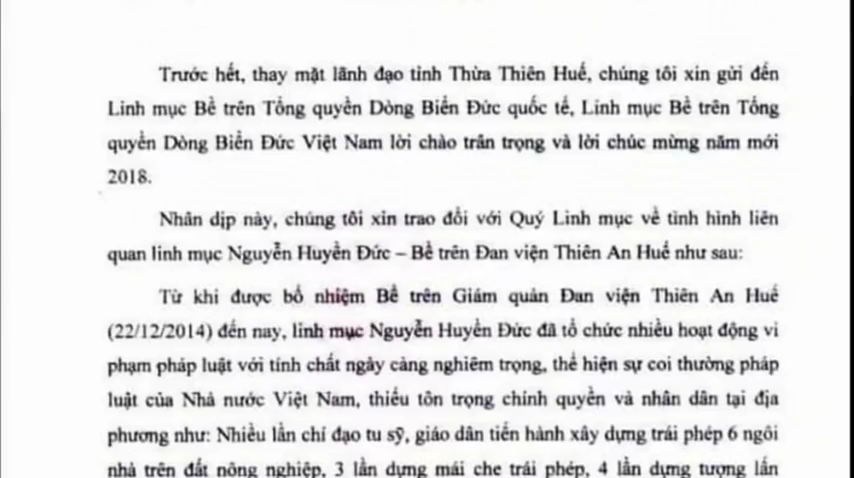 Trước hết, thay mặt lãnh đạo tỉnh Thừa Thiên Huế, chúng tôi xin gửi đến
Linh mục Bề trên Tổng quyền Dòng Biển Đức quốc tế, Linh mục Bề trên Tổng
quyền Dòng Biển Đức Việt Nam lời chào trân trọng và lời chúc mừng năm mới
2018.
Nhân dịp này, chúng tôi xin trao đổi với Quý Linh mục về tình hình liên
quan linh mục Nguyễn Huyền Đức – Bề trên Đan viện Thiên An Huế như sau:
Từ khi được bổ nhiệm Bề trên Giám quản Đan viện Thiên An Huế
(22/12/2014) đến nay, linh mục Nguyễn Huyền Đức đã tổ chức nhiều hoạt động vi
phạm pháp luật với tính chất ngày càng nghiêm trọng, thể hiện sự coi thường pháp
luật của Nhà nước Việt Nam, thiếu tôn trọng chính quyền và nhân dân tại địa
phương như: Nhiều lần chỉ đạo tu sỹ, giáo dân tiến hành xây dựng trái phép 6 ngôi
nhà trên đất nông nghiệp, 3 lần dựng mái che trái phép, 4 lần dựng tượng lấn